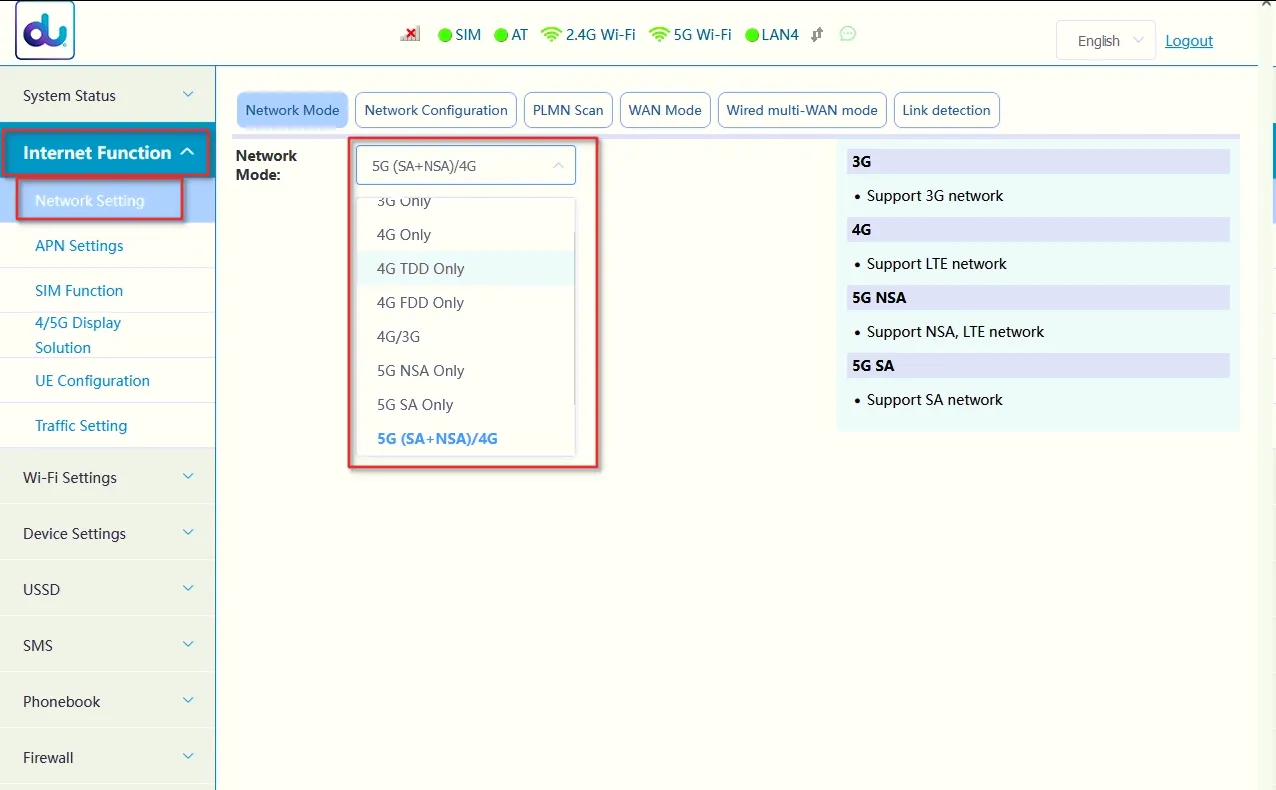 du
SIM
AT
2.4G Wi-Fi
5G Wi-Fi
LAN4
English
Logout
System Status
Internet Function
Network Setting
APN Settings
SIM Function
4/5G Display
Solution
UE Configuration
Traffic Setting
Wi-Fi Settings
Device Settings
USSD
SMS
Phonebook
Firewall
Network Mode
Network Configuration
PLMN Scan
WAN Mode
Wired multi-WAN mode
Link detection
Network
Mode:
5G (SA+NSA)/4G
3G Only
4G Only
4G TDD Only
4G FDD Only
4G/3G
5G NSA Only
5G SA Only
5G (SA+NSA)/4G
3G
• Support 3G network
4G
• Support LTE network
5G NSA
• Support NSA, LTE network
5G SA
• Support SA network